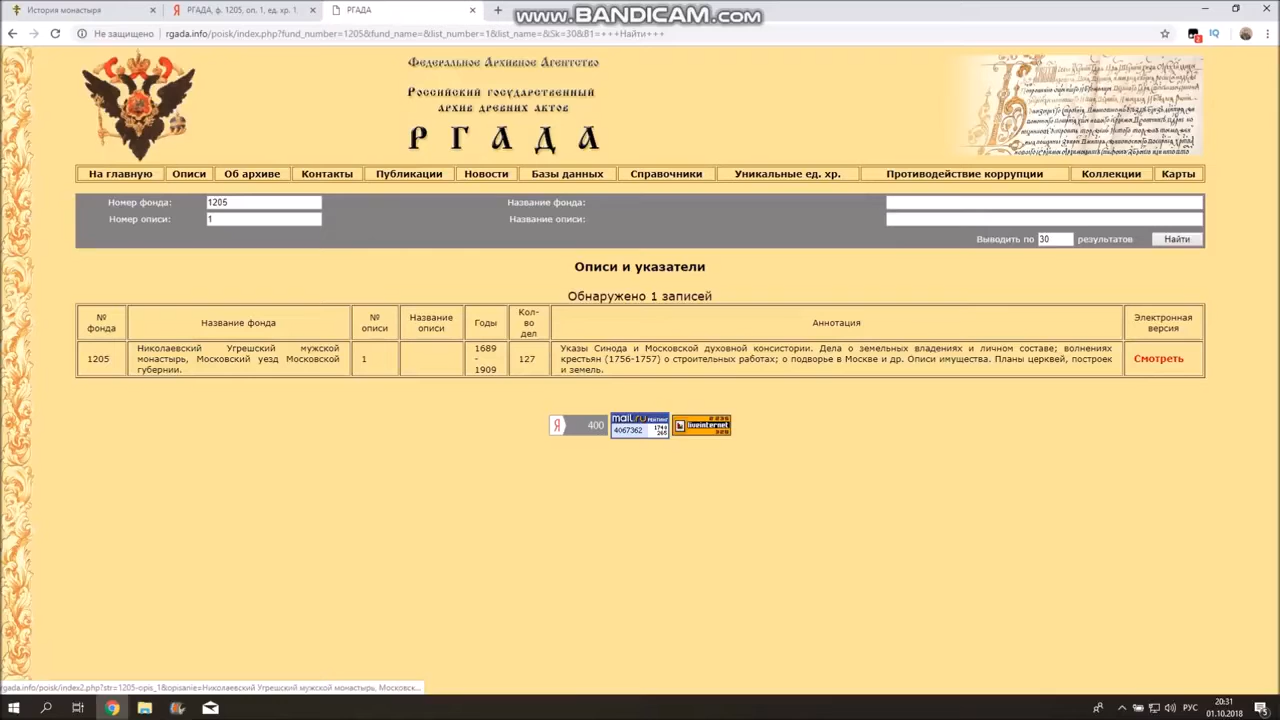 История монастыря
РГАДА, ф. 1205, оп. 1, ед. хр. 1
РГАДА
www.BANDICAM.com
Не защищено
rgada.info/poisk/index.php?fund_number=1205&fund_name=&list_number=1&list_name=&Sk=30&B1=+++Найти+++
Федеральное Архивное Агентство
Российский государственный
архив древних актов
РГАДА
На главную Описи Об архиве Контакты Публикации Новости Базы данных Справочники Уникальные ед. хр. Противодействие коррупции Коллекции Карты
Номер фонда: 1205 Название фонда:
Номер описи: 1 Название описи:
Выводить по 30 результатов Найти
Описи и указатели
Обнаружено 1 записей
№ фонда
Название фонда
№ описи
Название описи
Годы
Кол-во дел
Аннотация
Электронная версия
1205
Николаевский Угрешский мужской
монастырь, Московский уезд Московской
губернии.
1
1689
-
1909
127
Указы Синода и Московской духовной консистории. Дела о земельных владениях и личном составе; волнениях
крестьян (1756-1757) о строительных работах; о подворье в Москве и др. Описи имущества. Планы церквей, построек
и земель.
Смотреть
Я 400
mail.ru РЕЙТИНГ
4067362
liveinternet
rgada.info/poisk/index2.php?str=1205-opis_1&opisanie=Николаевский Угрешский мужской монастырь, Московск...
РУС
20:31
01.10.2018